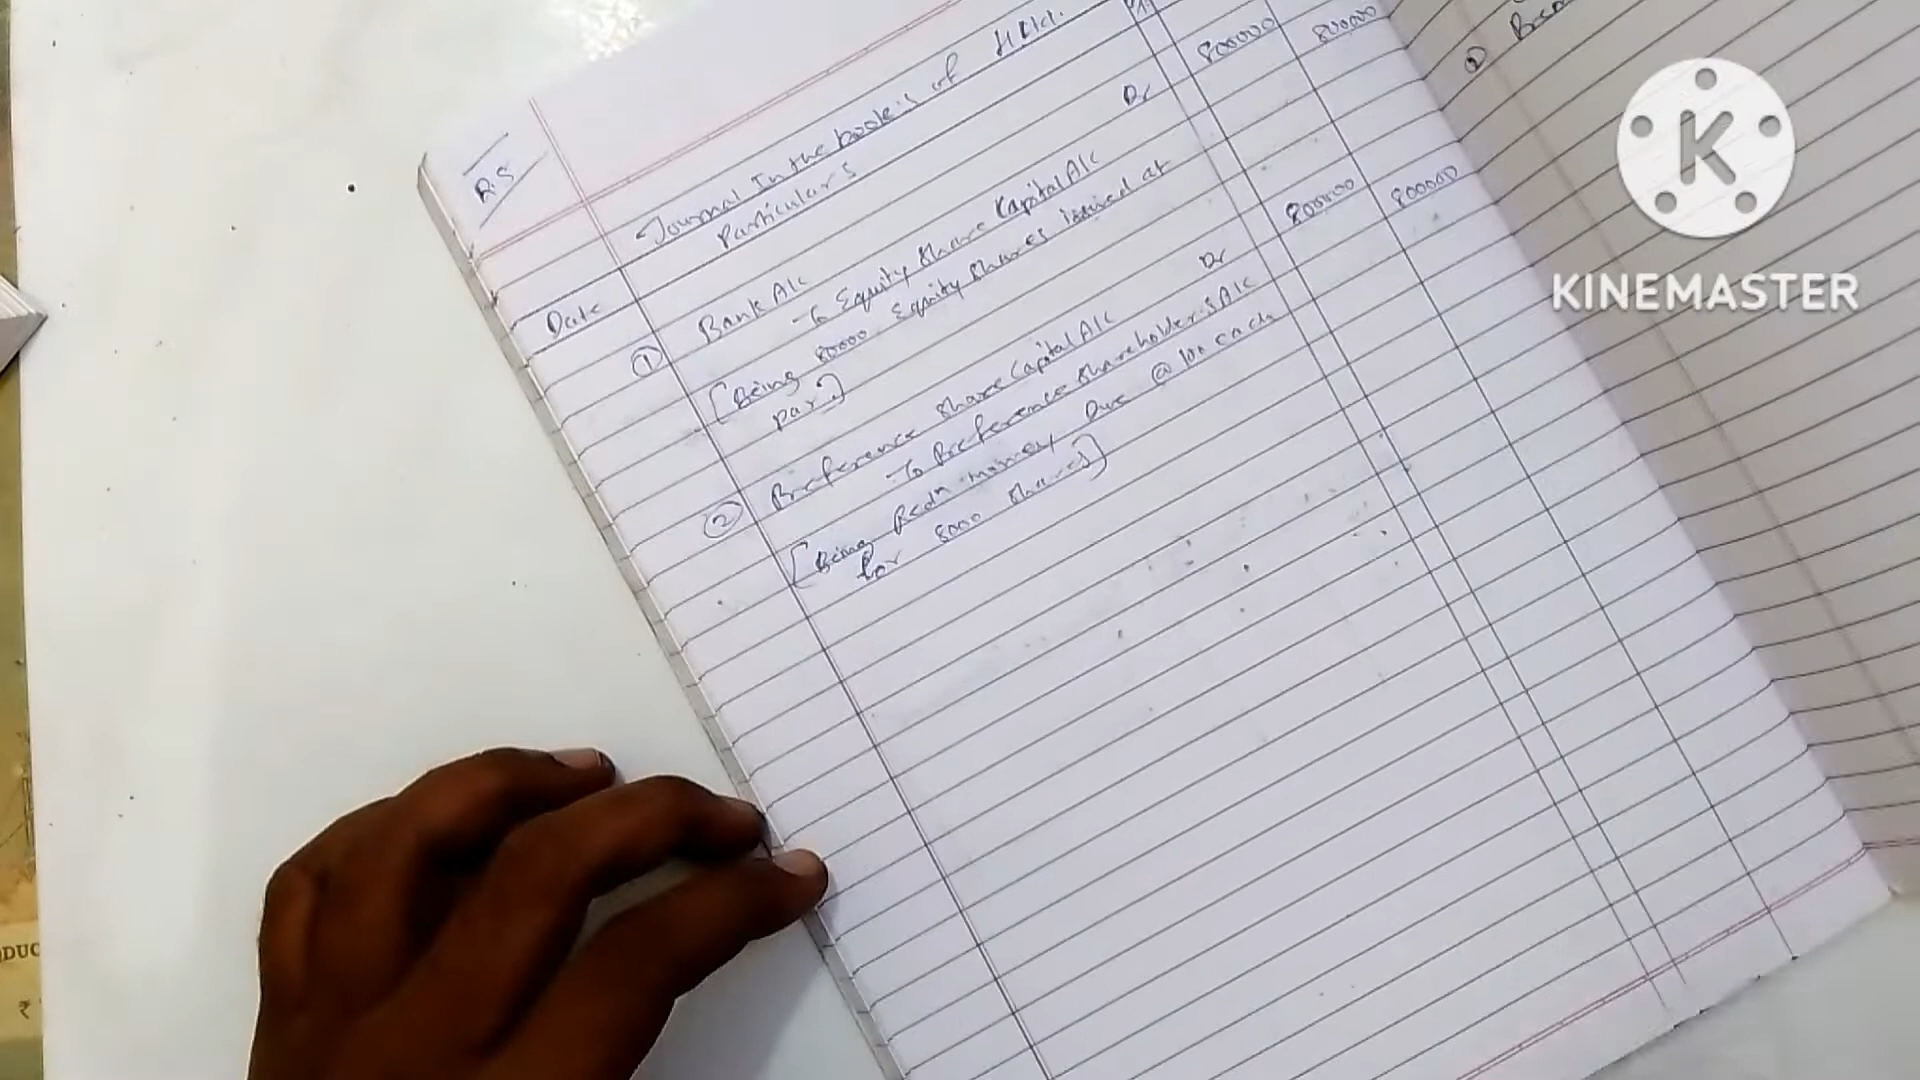 R.S
Journal In the book's of H Ltd.
Date Particulars
① Bank A/c Dr 800000
To Equity Share Capital A/c 800000
[Being 80000 Equity shares issued at
par.]
② Preference Share Capital A/c Dr 800000
To Preference Shareholder's A/c 800000
[Being Redn money Due @ 100 each
for 8000 shares]
②
K
KINEMASTER
ODUC
₹